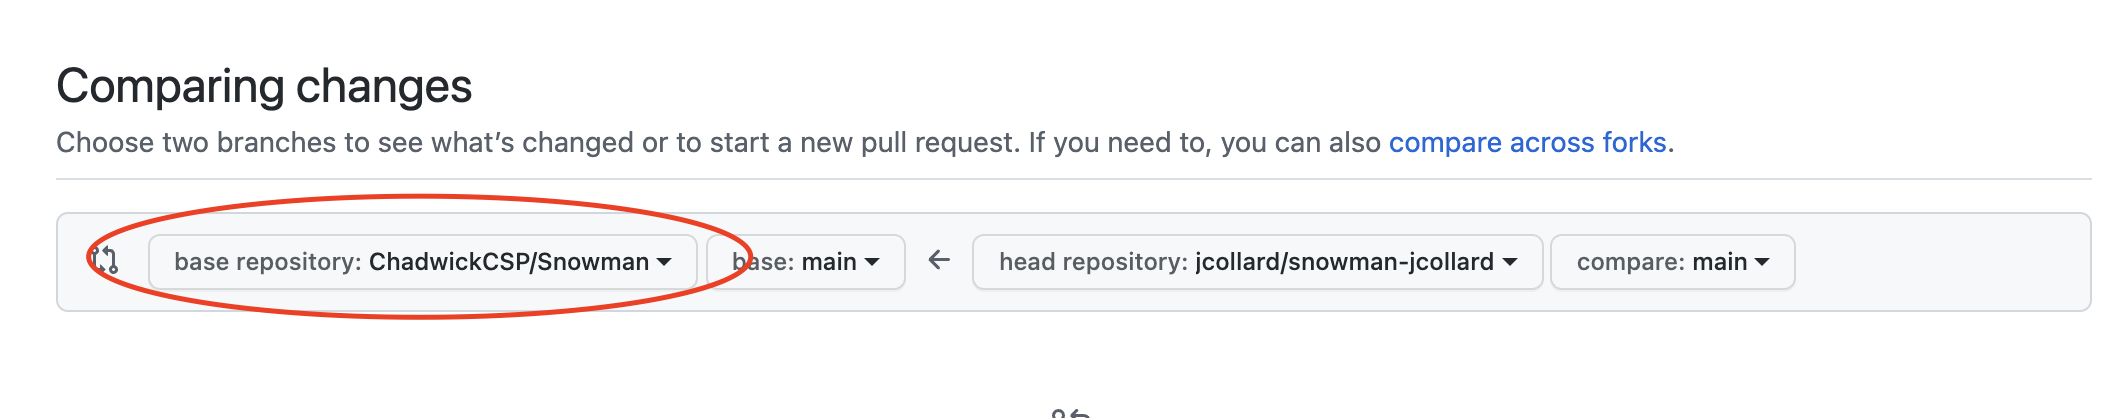 Comparing changes
Choose two branches to see what’s changed or to start a new pull request. If you need to, you can also compare across forks.
base repository: ChadwickCSP/Snowman base: main head repository: jcollard/snowman-jcollard compare: main